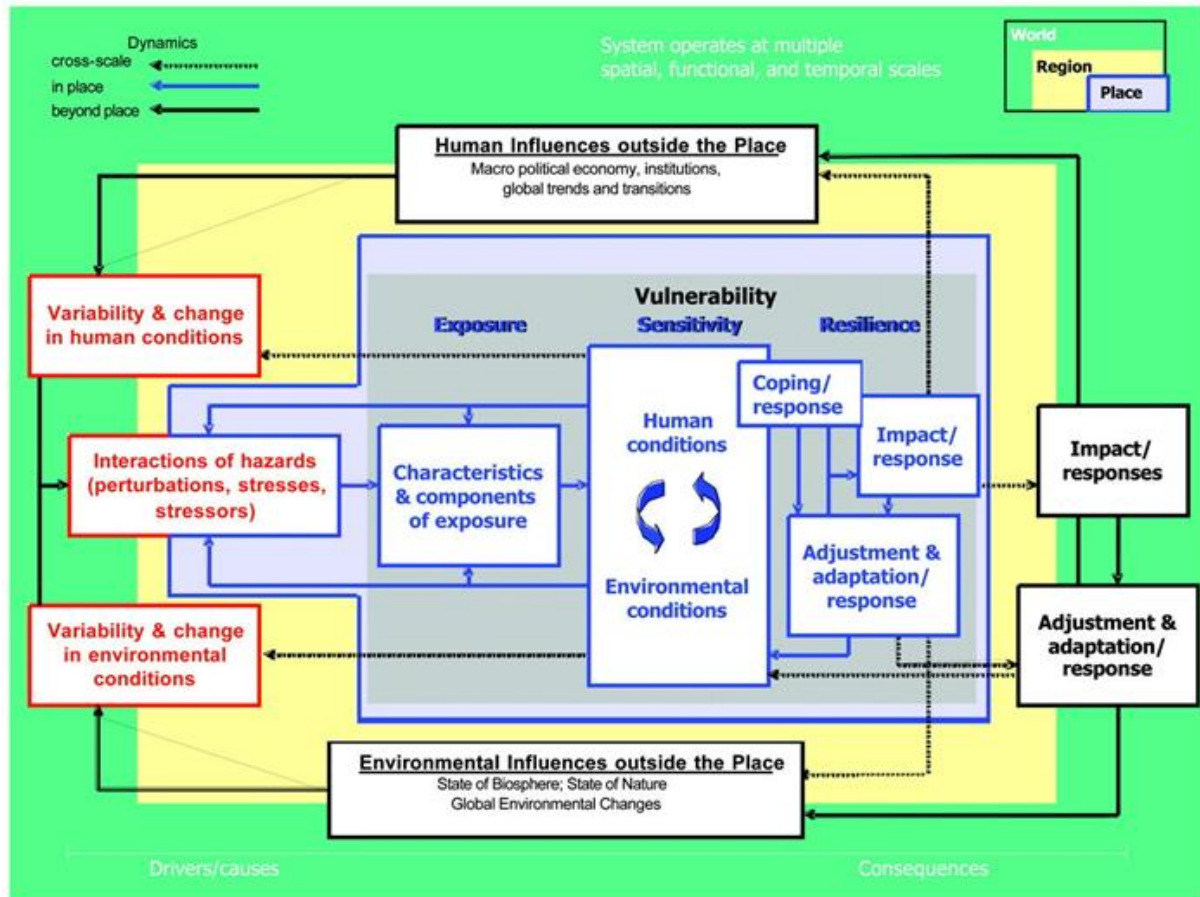 Dynamics
cross-scale
in place
beyond place
System operates at multiple
spatial, functional, and temporal scales
World
Region
Place
Human Influences outside the Place
Macro political economy, institutions,
global trends and transitions
Variability & change
in human conditions
Vulnerability
Exposure
Sensitivity
Resilience
Coping/
response
Human
conditions
Impact/
response
Impact/
responses
Interactions of hazards
(perturbations, stresses,
stressors)
Characteristics
& components
of exposure
Adjustment &
adaptation/
response
Environmental
conditions
Variability & change
in environmental
conditions
Adjustment &
adaptation/
response
Environmental Influences outside the Place
State of Biosphere; State of Nature
Global Environmental Changes
Drivers/causes
Consequences